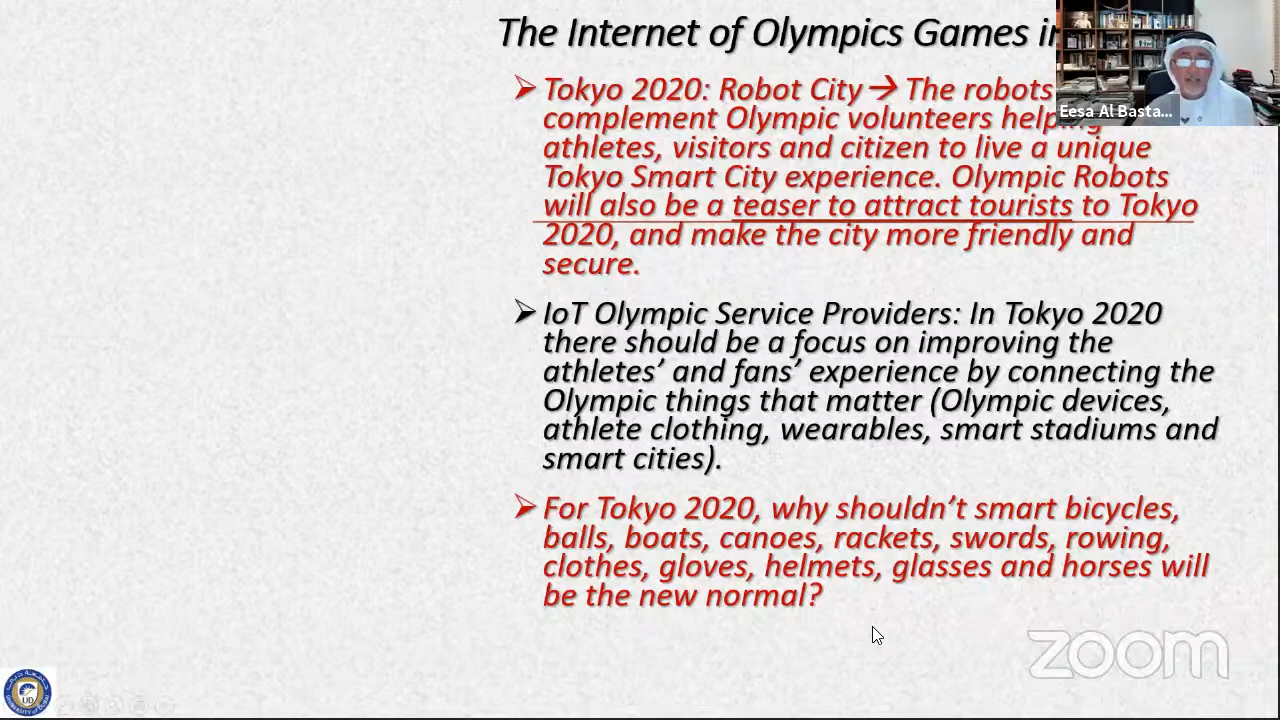 The Internet of Olympics Games in
Tokyo 2020: Robot City→ The robots
complement Olympic volunteers helping
athletes, visitors and citizen to live a unique
Tokyo Smart City experience. Olympic Robots
will also be a teaser to attract tourists to Tokyo
2020, and make the city more friendly and
secure.
IoT Olympic Service Providers: In Tokyo 2020
there should be a focus on improving the
athletes’ and fans’ experience by connecting the
Olympic things that matter (Olympic devices,
athlete clothing, wearables, smart stadiums and
smart cities).
For Tokyo 2020, why shouldn’t smart bicycles,
balls, boats, canoes, rackets, swords, rowing,
clothes, gloves, helmets, glasses and horses will
be the new normal?
Eesa Al Basta...
zoom